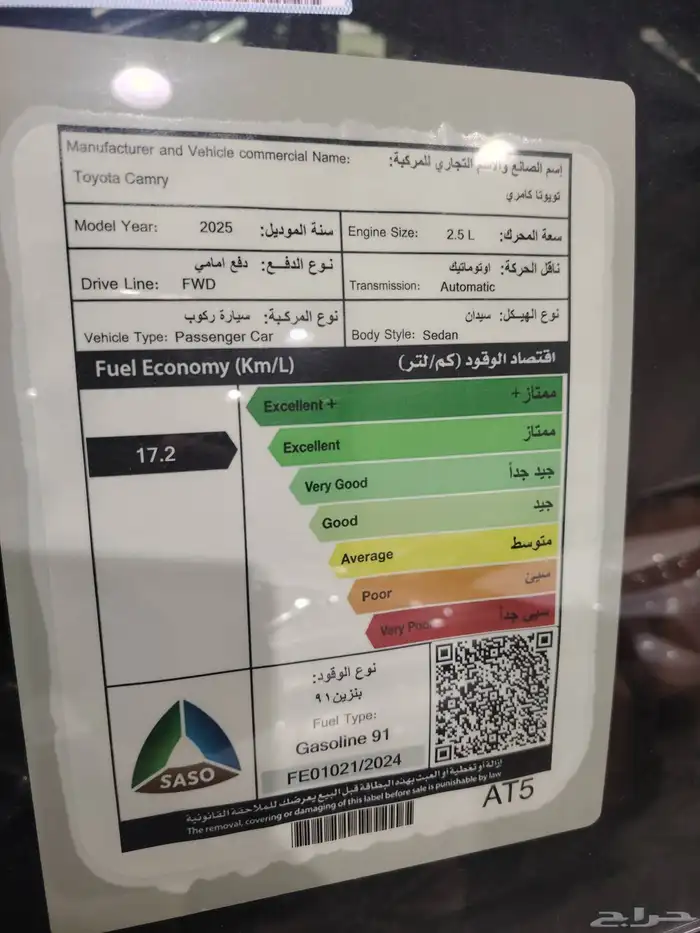 Manufacturer and Vehicle commercial Name:
إسم الصانع والإسم التجاري للمركبة:
Toyota Camry
تويوتا كامري
Model Year: 2025 سنة الموديل:
Engine Size: 2.5 L سعة المحرك:
نوع الدفع: دفع امامي
Drive Line: FWD
ناقل الحركة: اوتوماتيك
Transmission: Automatic
نوع المركبة: سيارة ركوب
Vehicle Type: Passenger Car
نوع الهيكل: سيدان
Body Style: Sedan
Fuel Economy (Km/L) اقتصاد الوقود (كم/لتر)
Excellent + ممتاز +
17.2
Excellent ممتاز
Very Good جيد جداً
Good جيد
Average متوسط
Poor سيئ
Very Poor سيئ جداً
نوع الوقود:
بنزين ٩١
Fuel Type:
Gasoline 91
FE01021/2024
SASO
إزالة أو تغطية أو العبث بهذه البطاقة قبل البيع يعرضك للملاحقة القانونية
The removal, covering or damaging of this label before sale is punishable by law
AT5
حراج